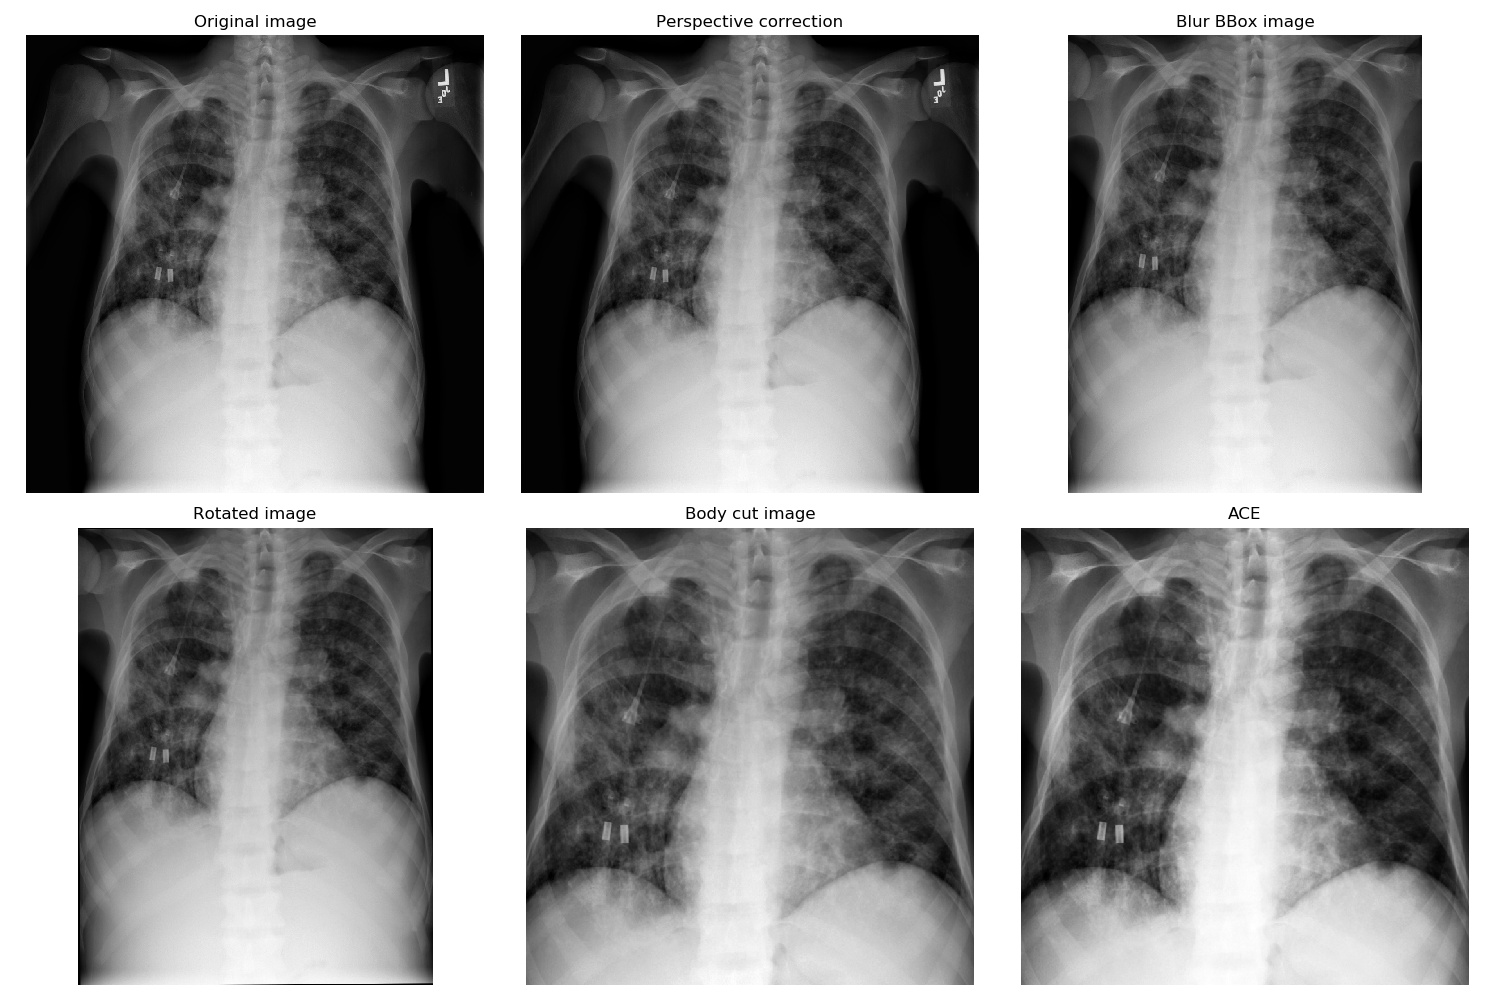 Original image
Perspective correction
Blur BBox image
L
L
Rotated image
Body cut image
ACE